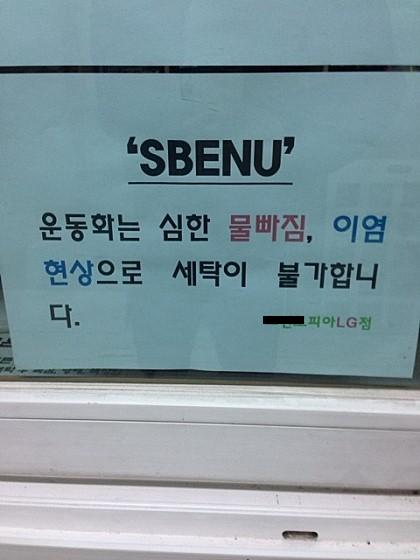 ‘SBENU’
운동화는 심한 물빠짐, 이염
현상으로 세탁이 불가합니
다.
피아LG점